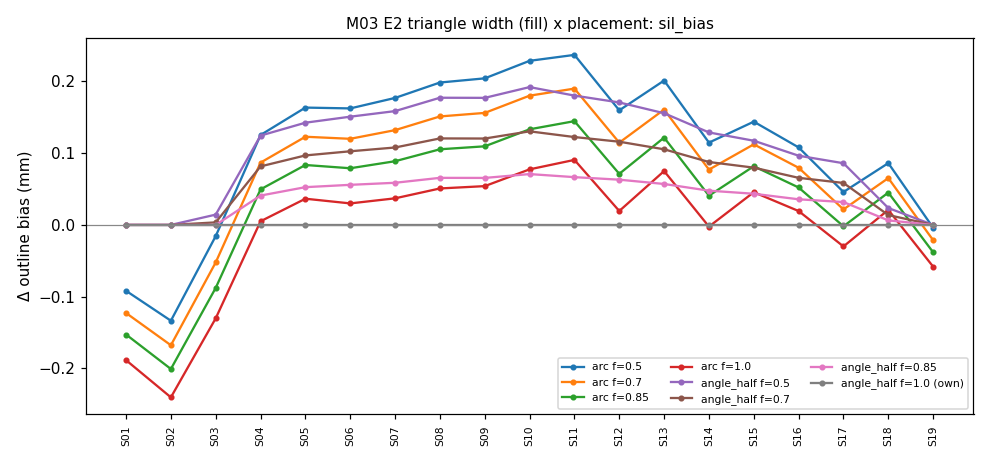 M03 E2 triangle width (fill) x placement: sil_bias
Δ outline bias (mm)
0.2
0.1
0.0
−0.1
−0.2
S01
S02
S03
S04
S05
S06
S07
S08
S09
S10
S11
S12
S13
S14
S15
S16
S17
S18
S19
arc f=0.5
arc f=0.7
arc f=0.85
arc f=1.0
angle_half f=0.5
angle_half f=0.7
angle_half f=0.85
angle_half f=1.0 (own)